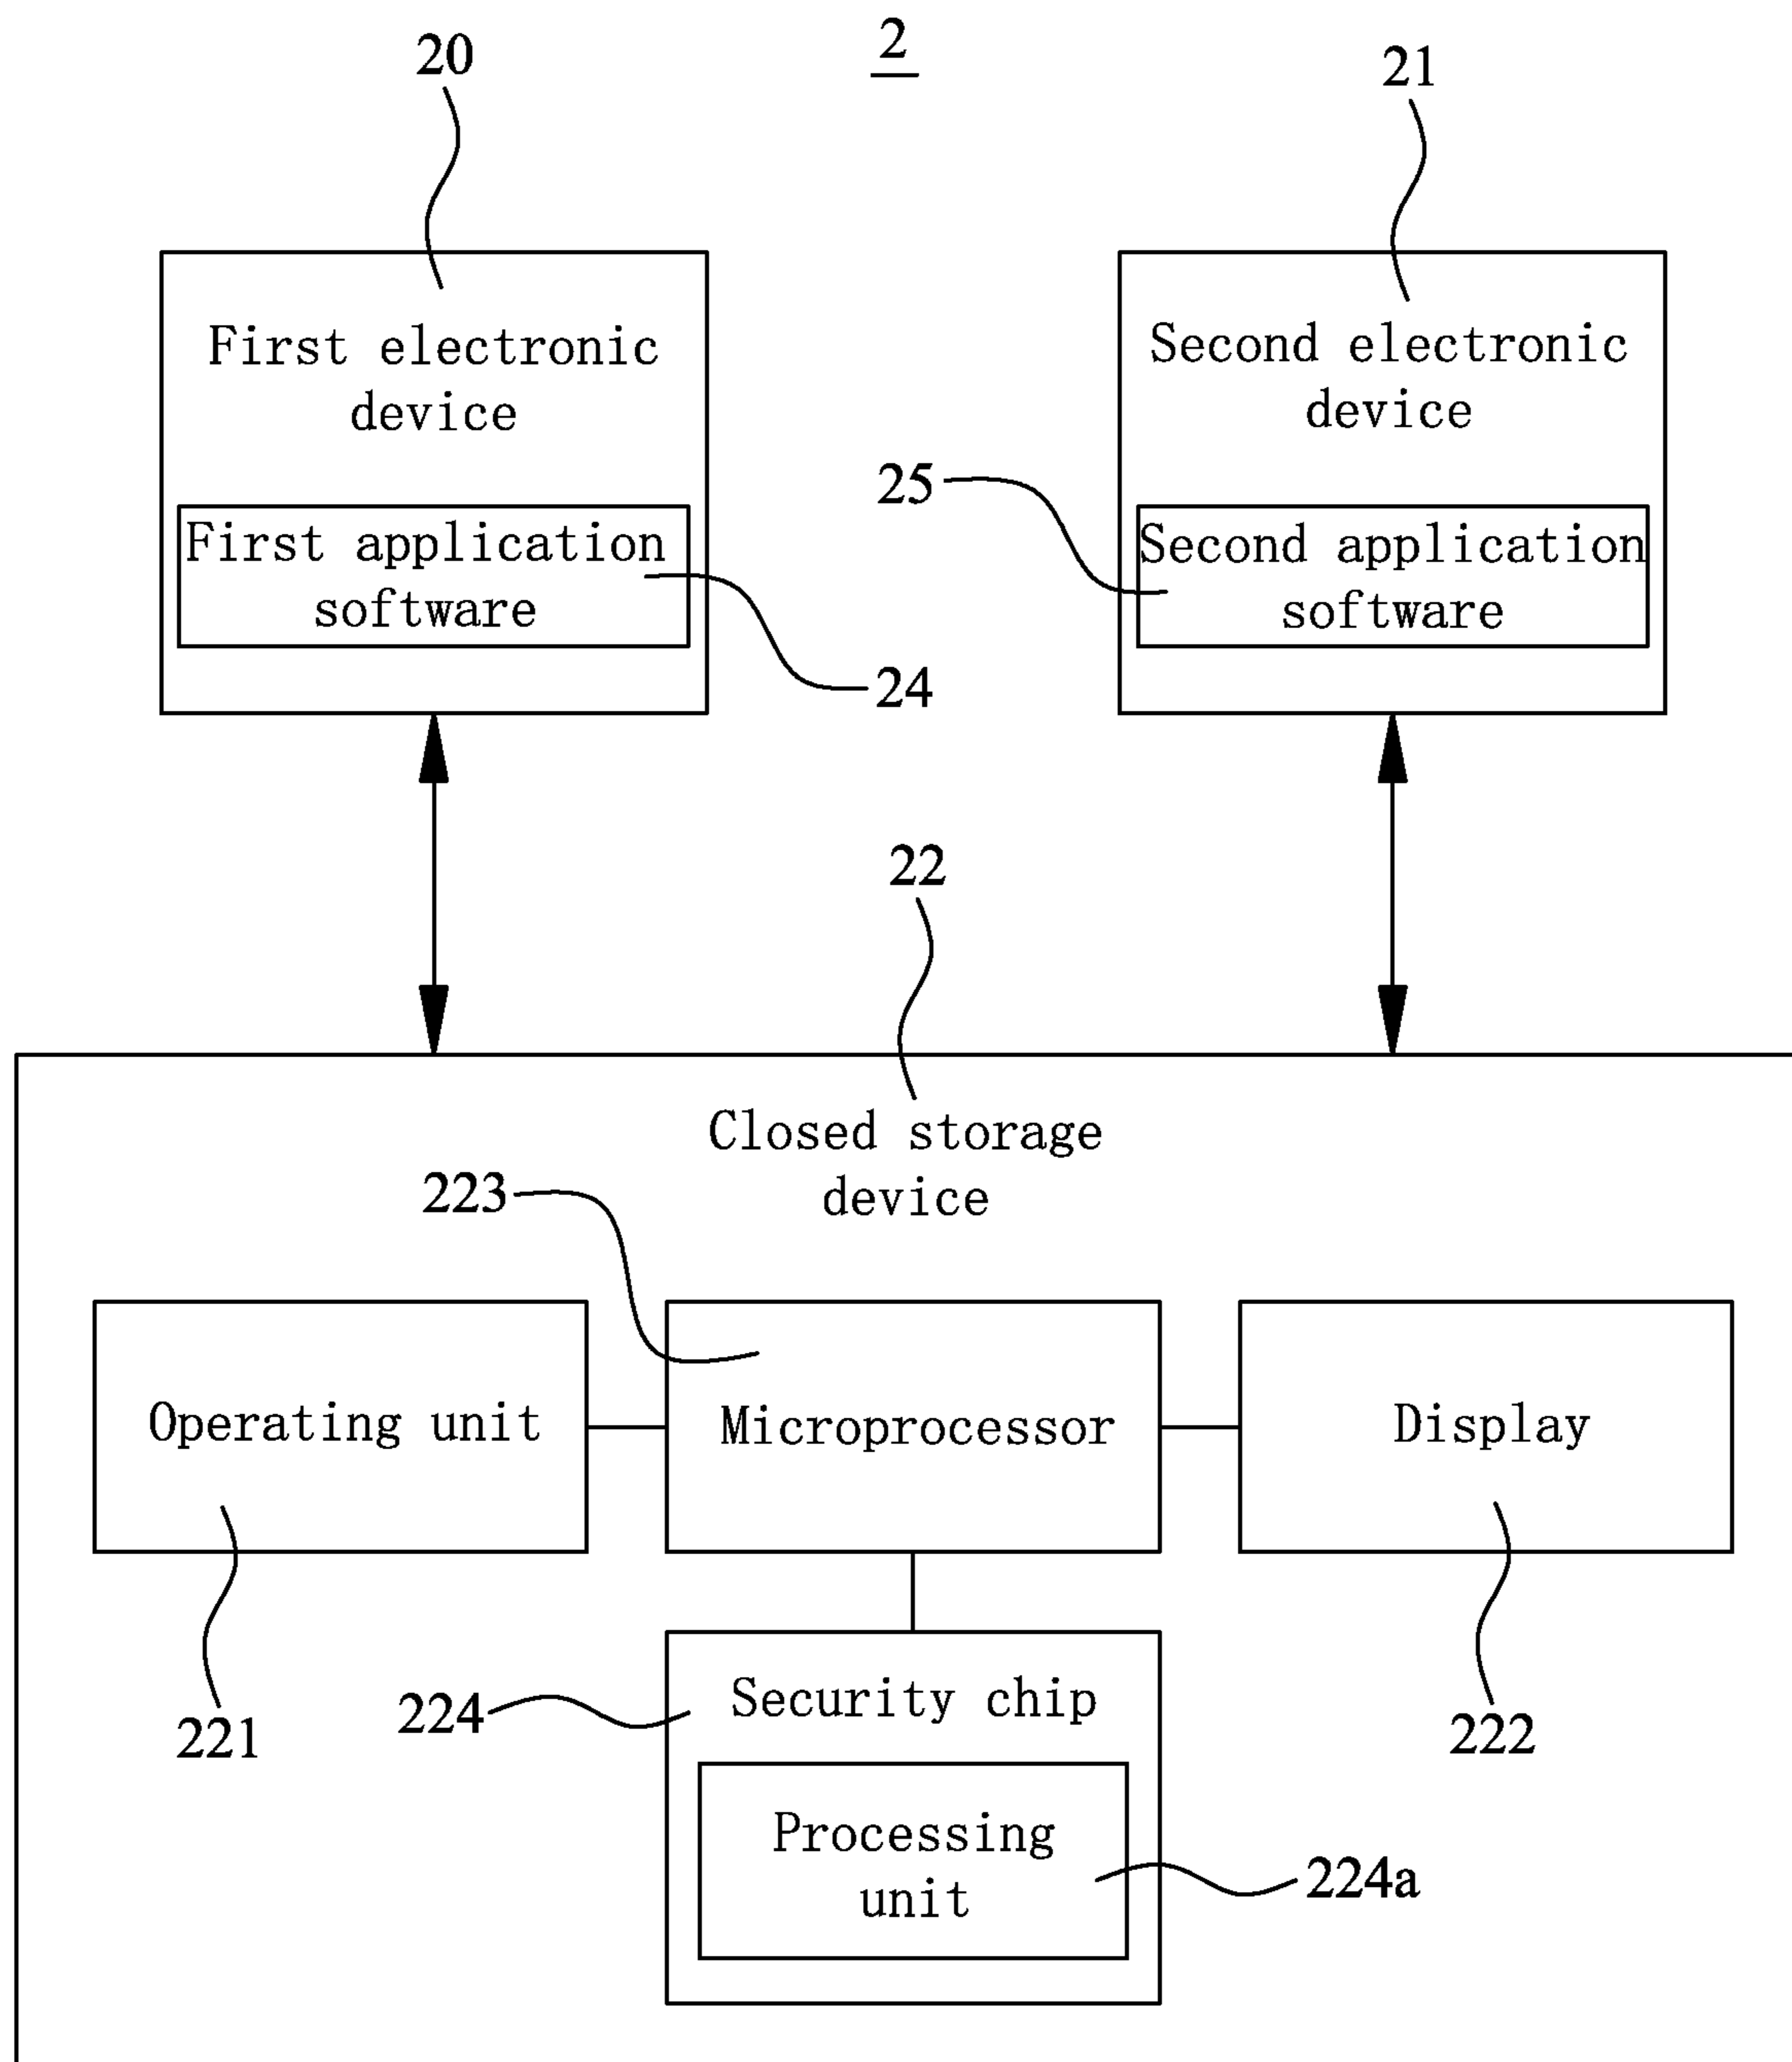 2
20
21
First electronic
device
Second electronic
device
25
First application
software
Second application
software
24
22
Closed storage
device
223
Operating unit
Microprocessor
Display
221
224
Security chip
222
Processing
unit
224a